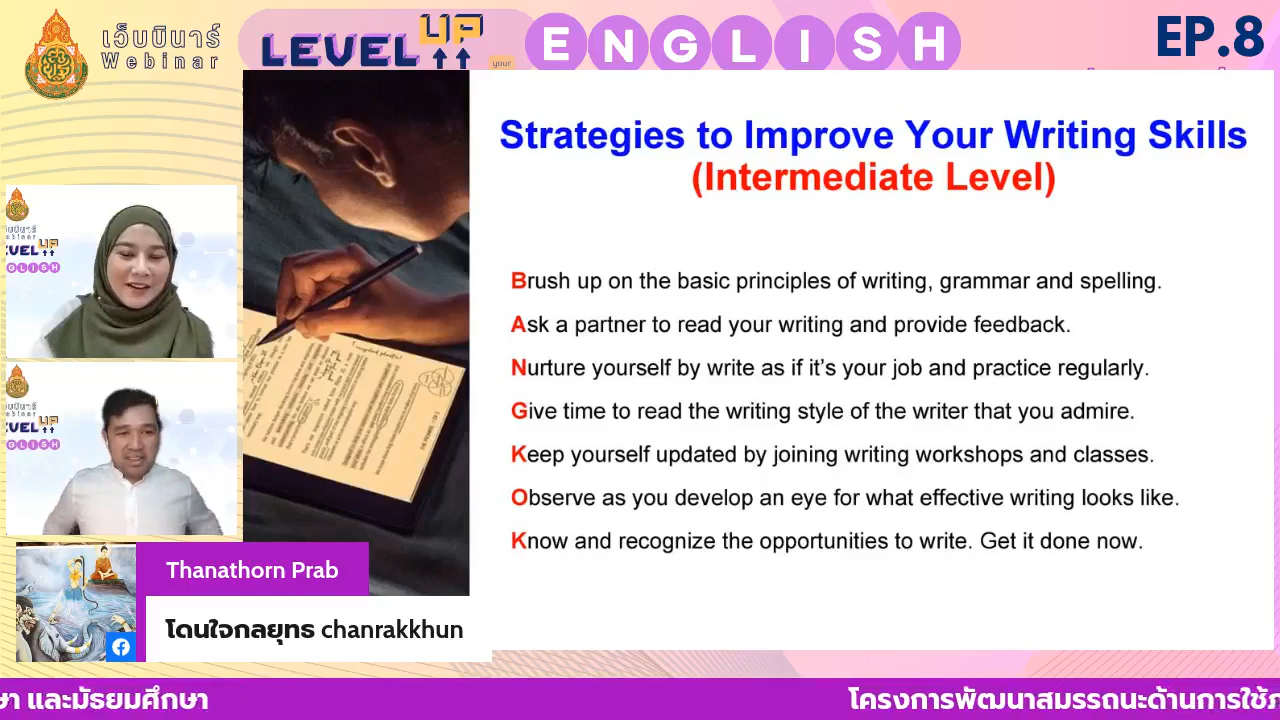 เว็บบินาร์
Webinar
LEVEL UP
your
ENGLISH
EP.8
Strategies to Improve Your Writing Skills
(Intermediate Level)
Brush up on the basic principles of writing, grammar and spelling.
Ask a partner to read your writing and provide feedback.
Nurture yourself by write as if it’s your job and practice regularly.
Give time to read the writing style of the writer that you admire.
Keep yourself updated by joining writing workshops and classes.
Observe as you develop an eye for what effective writing looks like.
Know and recognize the opportunities to write. Get it done now.
Thanathorn Prab
โดนใจกลยุทธ chanrakkhun
ษา และมัธยมศึกษา
โครงการพัฒนาสมรรถนะด้านการใช้ภ